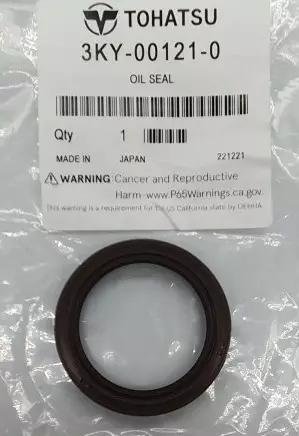 TOHATSU
3KY-00121-0
OIL SEAL
Qty 1
MADE IN JAPAN 221221
WARNING: Cancer and Reproductive
Harm-www.P65Warnings.ca.gov.
This warning is a requirement for the US California state by OEHHA.